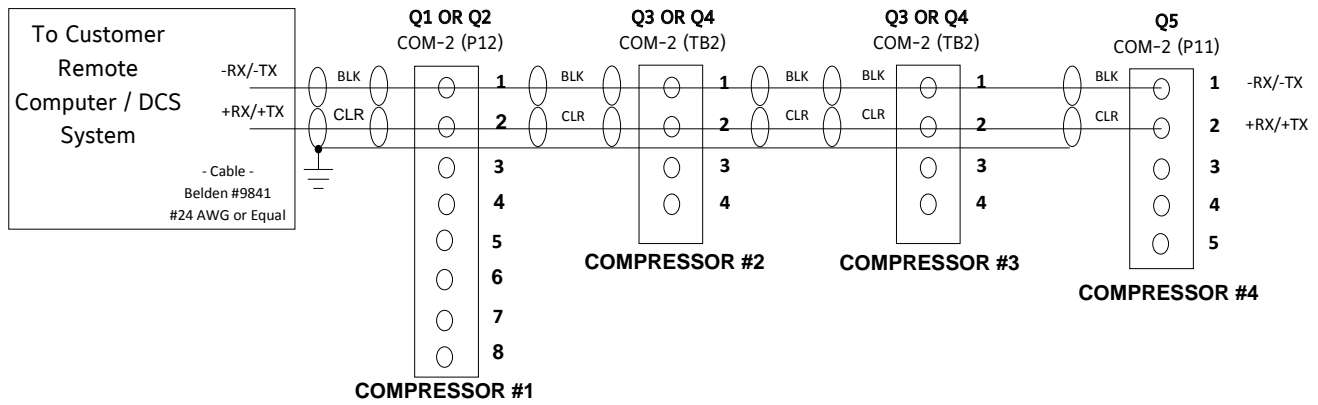 To Customer
Remote
Computer / DCS
System
-RX/-TX
+RX/+TX
- Cable -
Belden #9841
#24 AWG or Equal
BLK
CLR
Q1 OR Q2
COM-2 (P12)
1
2
3
4
5
6
7
8
COMPRESSOR #1
BLK
CLR
Q3 OR Q4
COM-2 (TB2)
1
2
3
4
COMPRESSOR #2
BLK
CLR
BLK
CLR
Q3 OR Q4
COM-2 (TB2)
1
2
3
4
COMPRESSOR #3
BLK
CLR
Q5
COM-2 (P11)
1 -RX/-TX
2 +RX/+TX
3
4
5
COMPRESSOR #4